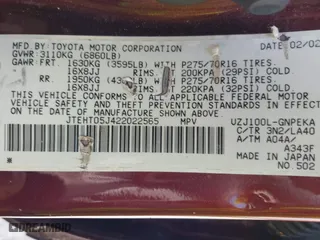 MFD. BY TOYOTA MOTOR CORPORATION 02/02
GVWR 3110KG (6860LB)
GAWR FRT. 1630KG (3595LB) WITH P275/70R16 TIRES,
16X8JJ RIMS, AT 200KPA (29PSI) COLD
RR. 1950KG (43 LB) WITH P275/70R16 TIRES,
16X8JJ RIMS, AT 220KPA (32PSI) COLD
THIS VEHICLE CONFORMS TO ALL APPLICABLE FEDERAL MOTOR
VEHICLE SAFETY AND THEFT PREVENTION STANDARDS IN
EFFECT ON THE DATE OF MANUFACTURE SHOWN ABOVE.
JTEHT05J422022565 MPV UZJ100L-GNPEKA
C/TR 3N2/LA40
A/TM A04A/
A343F
MADE IN JAPAN
NO. 502